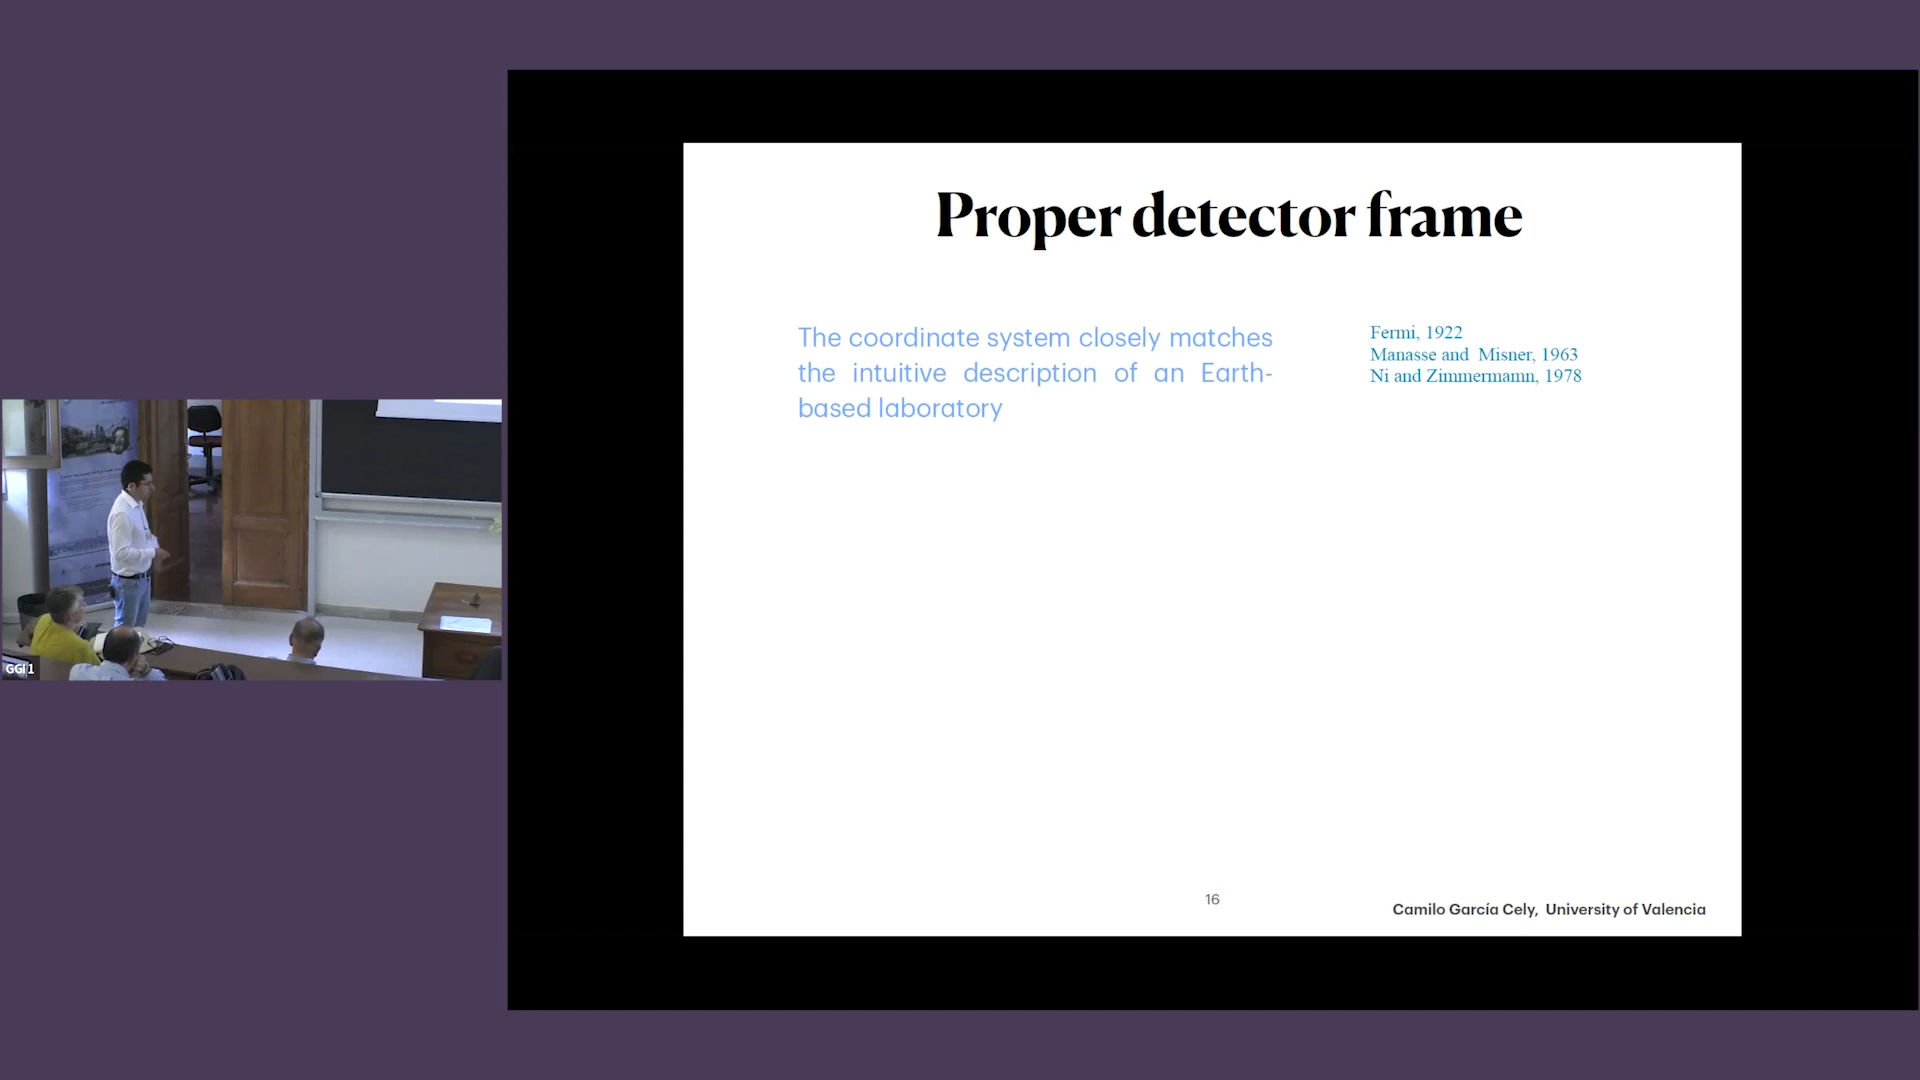 Proper detector frame
The coordinate system closely matches
the intuitive description of an Earth-
based laboratory
Fermi, 1922
Manasse and Misner, 1963
Ni and Zimmermamn, 1978
16
Camilo García Cely, University of Valencia
GGI 1